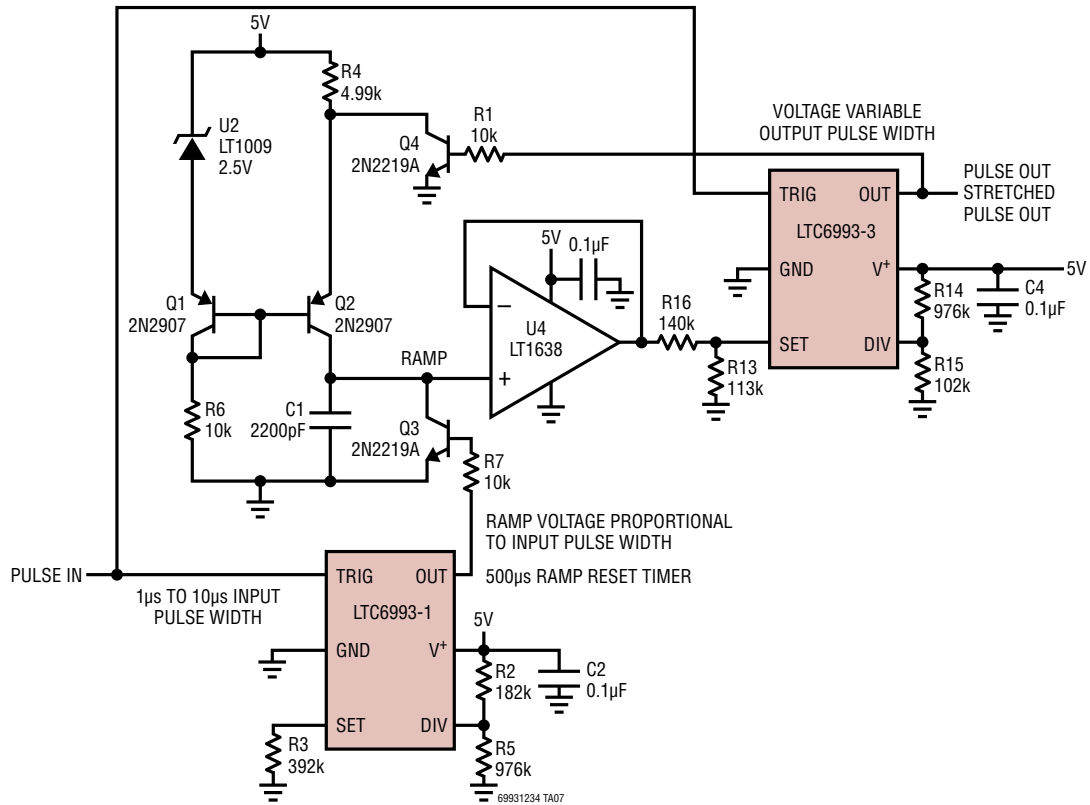 5V
R4
4.99k
U2
LT1009
2.5V
Q4
2N2219A
R1
10k
VOLTAGE VARIABLE
OUTPUT PULSE WIDTH
TRIG
OUT
LTC6993-3
GND
V+
SET
DIV
PULSE OUT
STRETCHED
PULSE OUT
5V
R14
976k
C4
0.1µF
R15
102k
Q1
2N2907
Q2
2N2907
5V
0.1µF
–
+
U4
LT1638
R16
140k
R13
113k
RAMP
R6
10k
C1
2200pF
Q3
2N2219A
R7
10k
RAMP VOLTAGE PROPORTIONAL
TO INPUT PULSE WIDTH
500µs RAMP RESET TIMER
PULSE IN
1µs TO 10µs INPUT
PULSE WIDTH
TRIG
OUT
LTC6993-1
GND
V+
SET
DIV
5V
R2
182k
C2
0.1µF
R3
392k
R5
976k
69931234 TA07